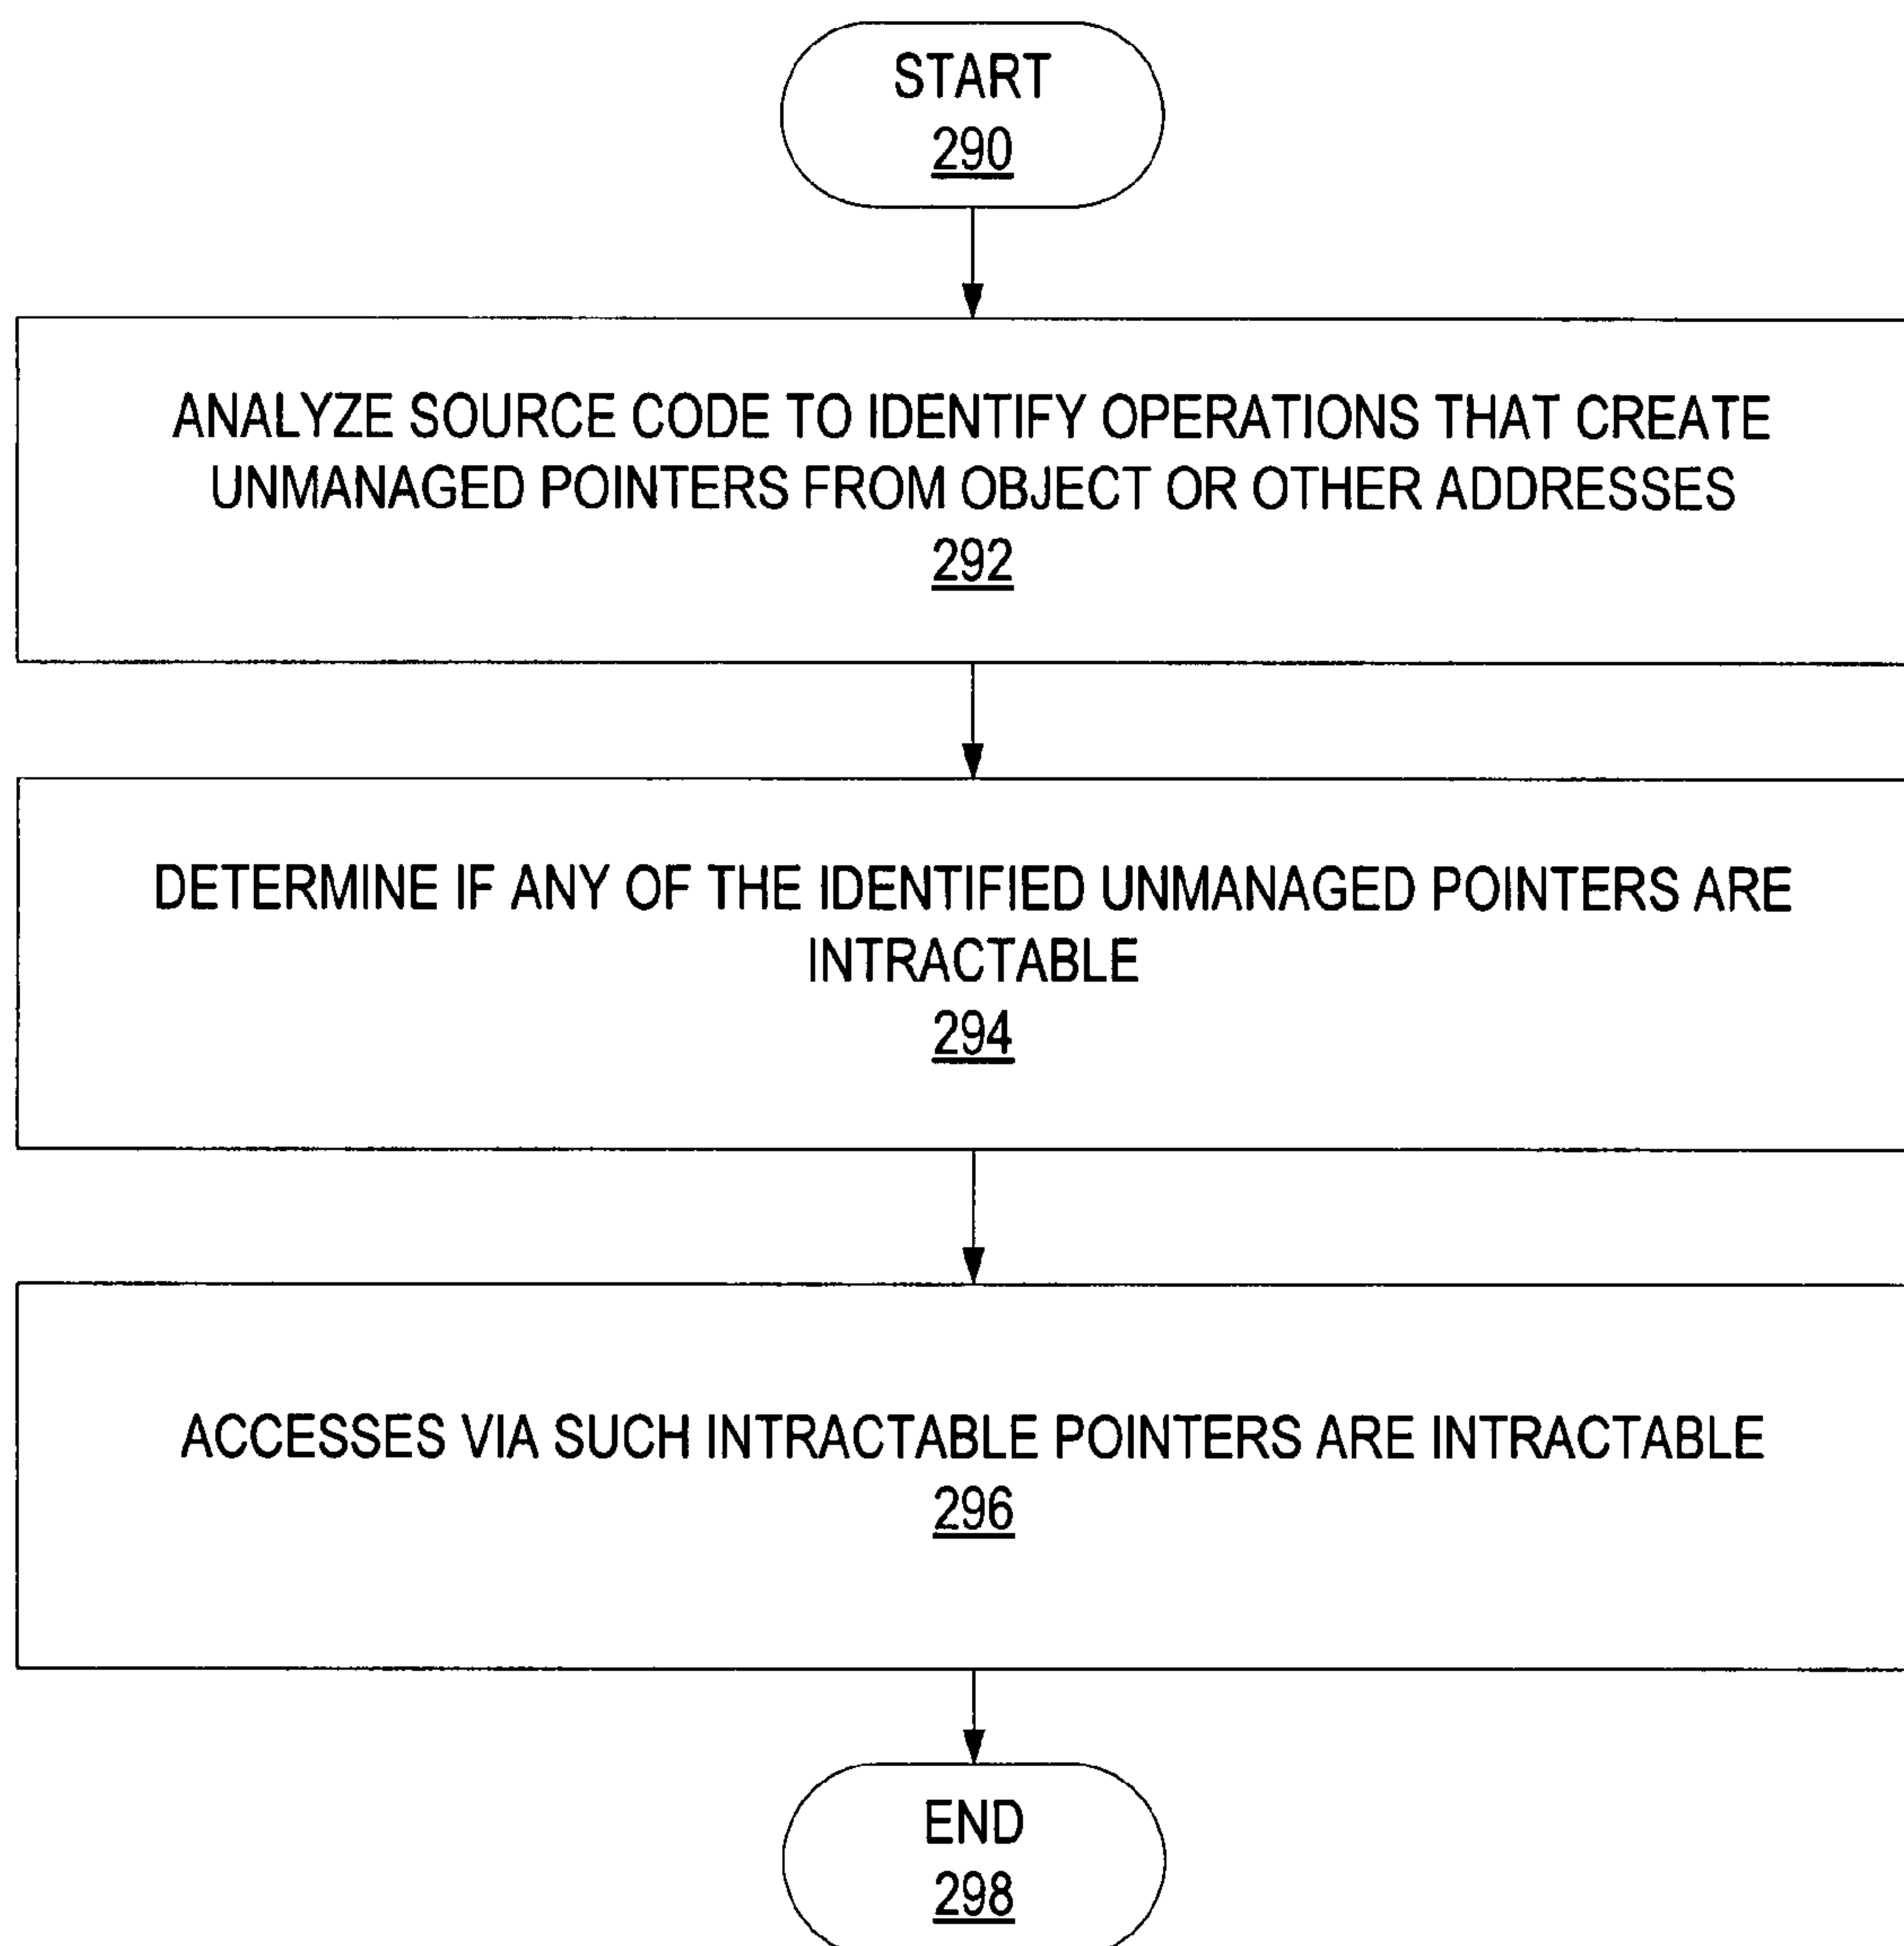 START
290
ANALYZE SOURCE CODE TO IDENTIFY OPERATIONS THAT CREATE
UNMANAGED POINTERS FROM OBJECT OR OTHER ADDRESSES
292
DETERMINE IF ANY OF THE IDENTIFIED UNMANAGED POINTERS ARE
INTRACTABLE
294
ACCESSES VIA SUCH INTRACTABLE POINTERS ARE INTRACTABLE
296
END
298